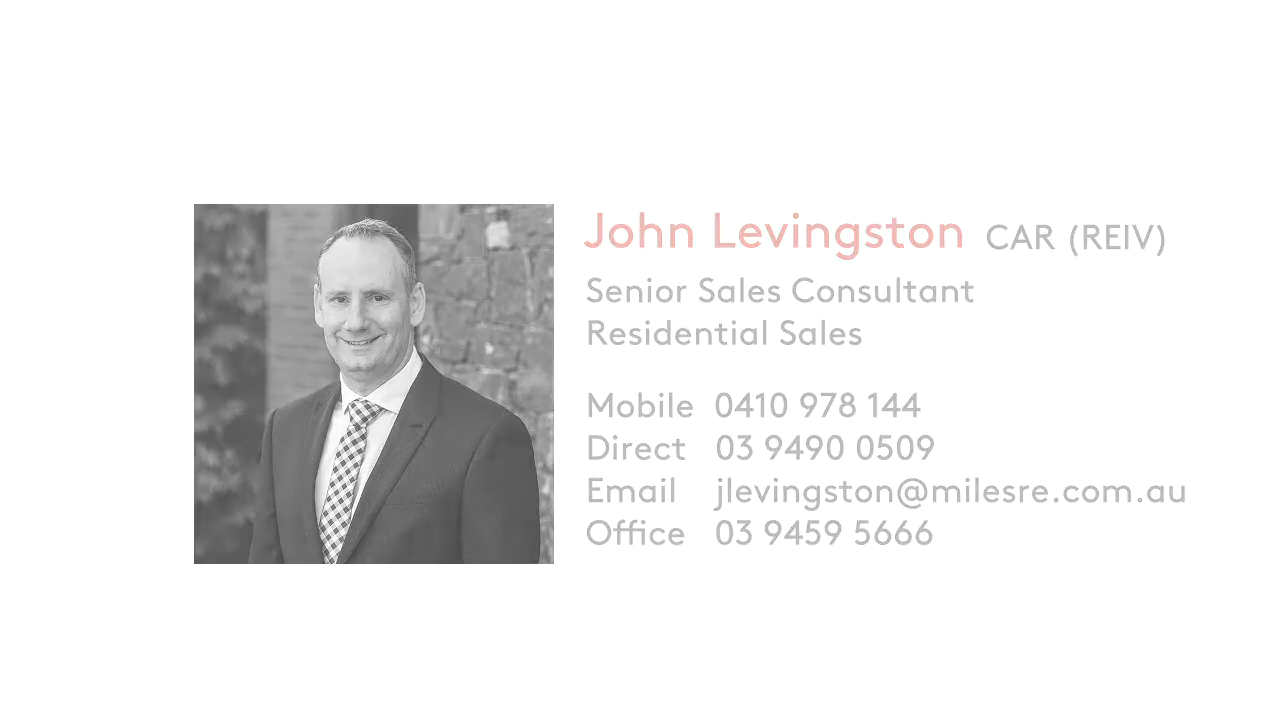 John Levingston CAR (REIV)
Senior Sales Consultant
Residential Sales
Mobile 0410 978 144
Direct 03 9490 0509
Email jlevingston@milesre.com.au
Office 03 9459 5666